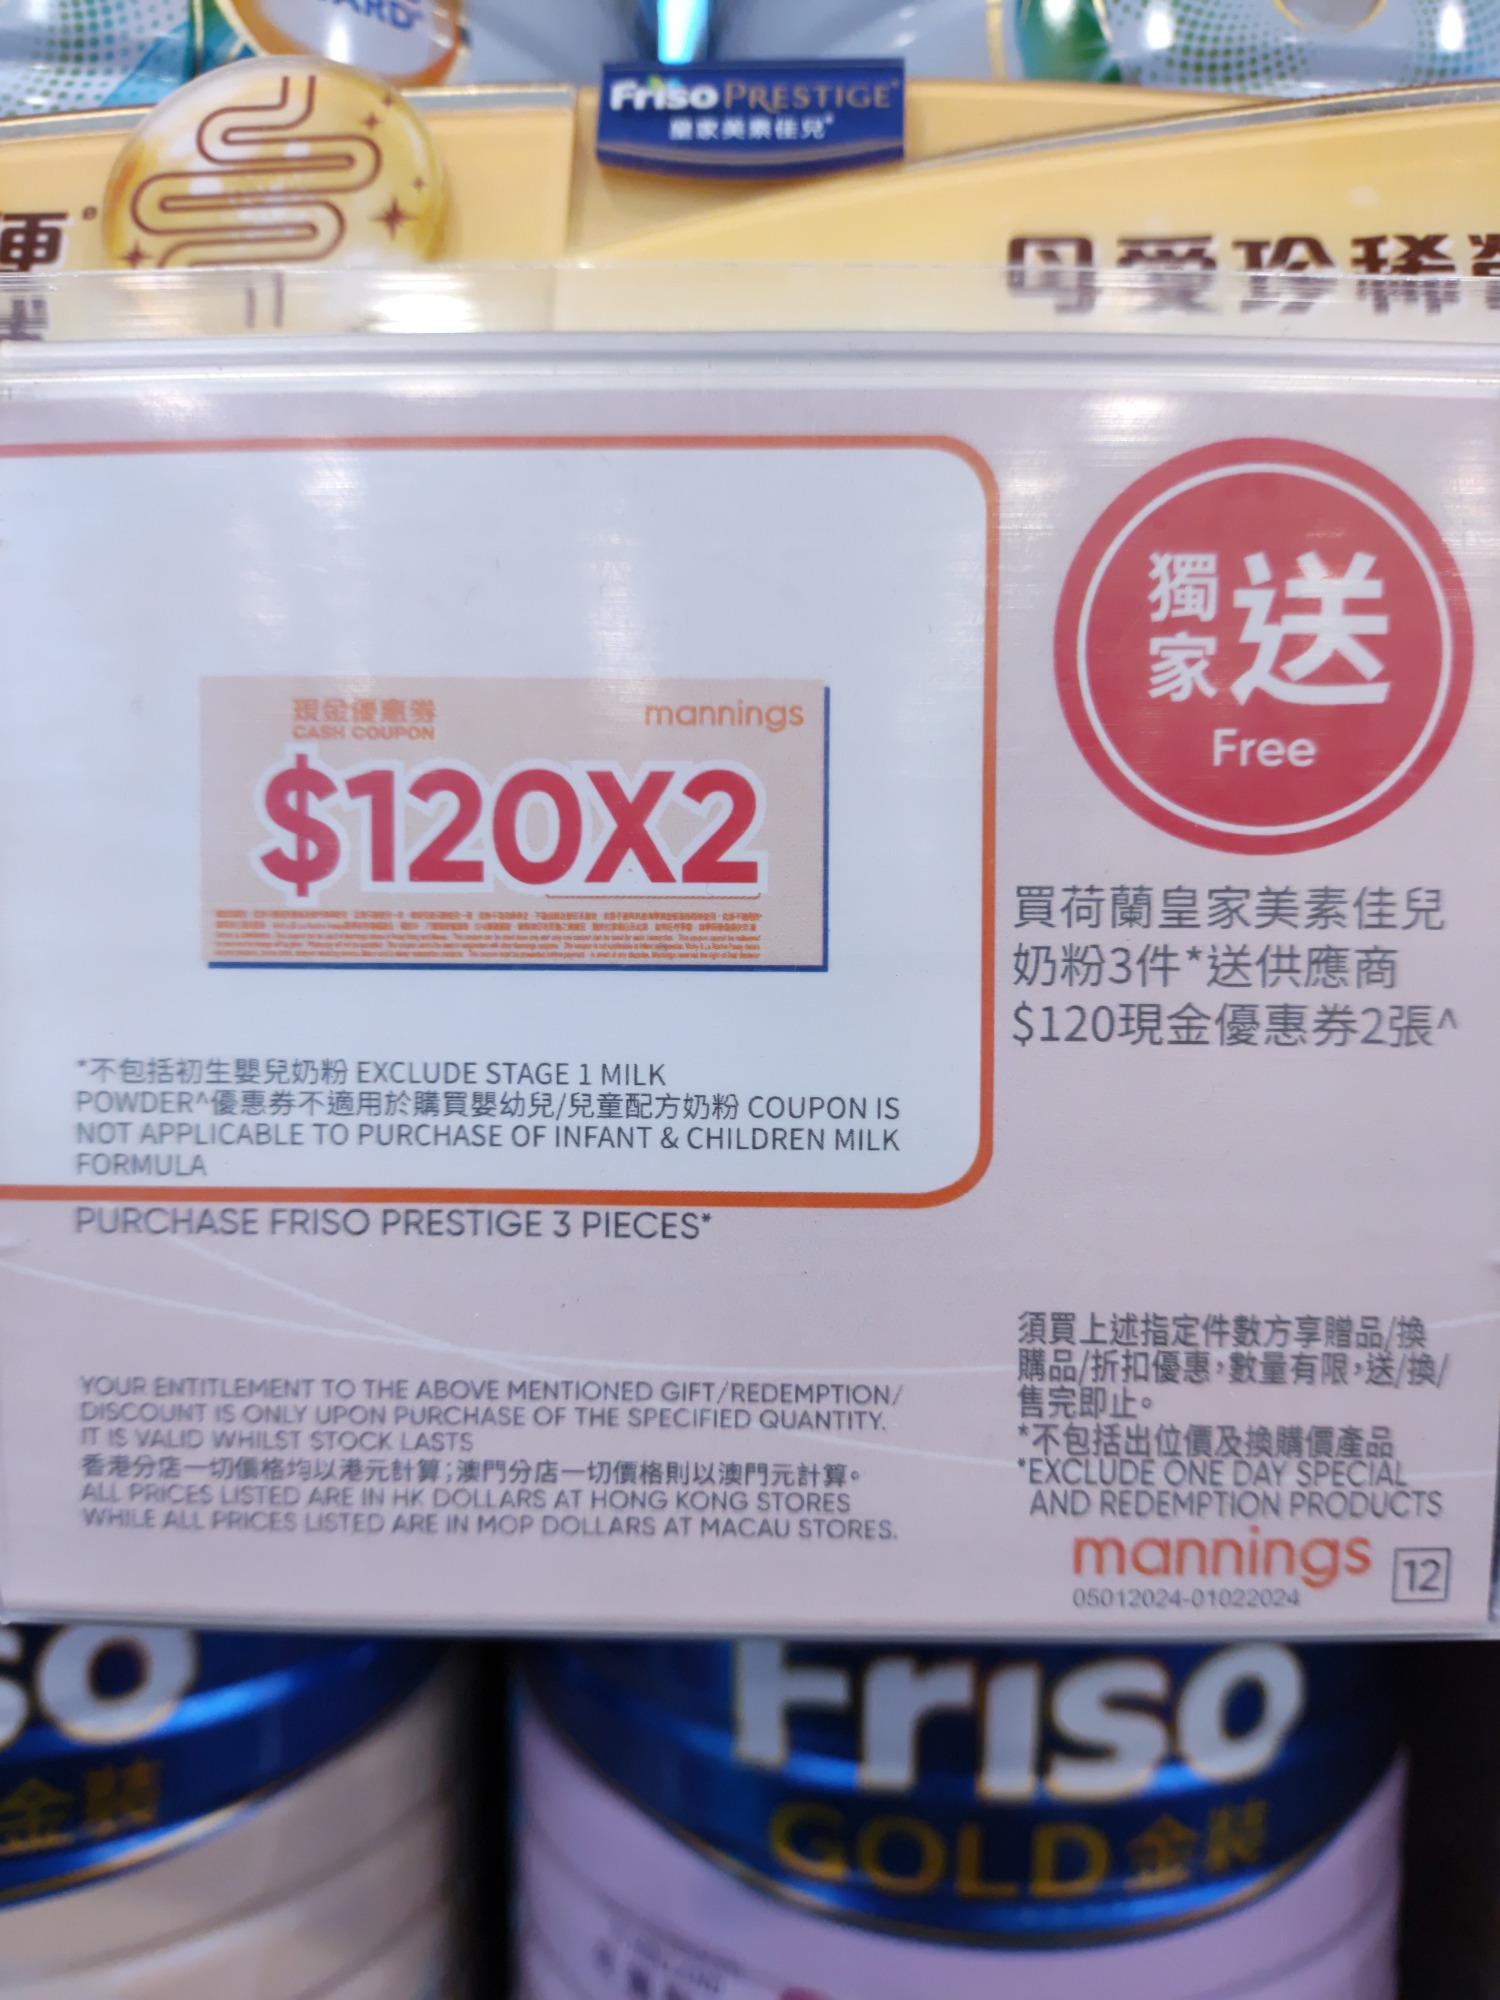 ARD
Friso PRESTIGE
皇家美素佳兒
便
母愛珍稀
現金優惠券
CASH COUPON
mannings
$120X2
獨家送
Free
買荷蘭皇家美素佳兒
奶粉3件*送供應商
$120現金優惠券2張^
*不包括初生嬰兒奶粉 EXCLUDE STAGE 1 MILK
POWDER^優惠券不適用於購買嬰幼兒/兒童配方奶粉 COUPON IS
NOT APPLICABLE TO PURCHASE OF INFANT & CHILDREN MILK
FORMULA
PURCHASE FRISO PRESTIGE 3 PIECES*
YOUR ENTITLEMENT TO THE ABOVE MENTIONED GIFT/REDEMPTION/
DISCOUNT IS ONLY UPON PURCHASE OF THE SPECIFIED QUANTITY.
IT IS VALID WHILST STOCK LASTS
香港分店一切價格均以港元計算;澳門分店一切價格則以澳門元計算。
ALL PRICES LISTED ARE IN HK DOLLARS AT HONG KONG STORES
WHILE ALL PRICES LISTED ARE IN MOP DOLLARS AT MACAU STORES.
須買上述指定件數方享贈品/換
購品/折扣優惠,數量有限,送/換/
售完即止。
*不包括出位價及換購價產品
*EXCLUDE ONE DAY SPECIAL
AND REDEMPTION PRODUCTS
mannings 12
05012024-01022024
so
金裝
Friso
GOLD金裝